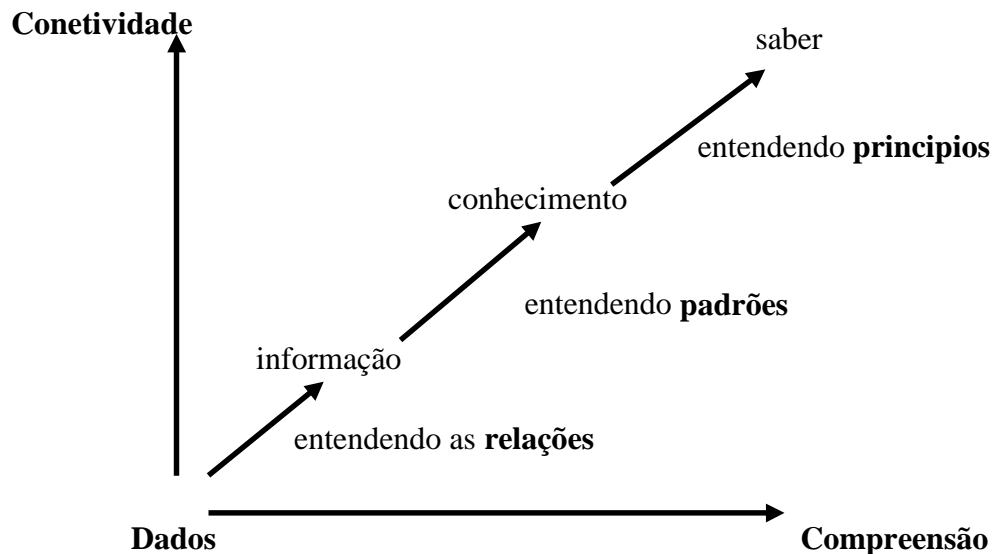 Conetividade
saber
entendendo principios
conhecimento
entendendo padrões
informação
entendendo as relações
Dados
Compreensão